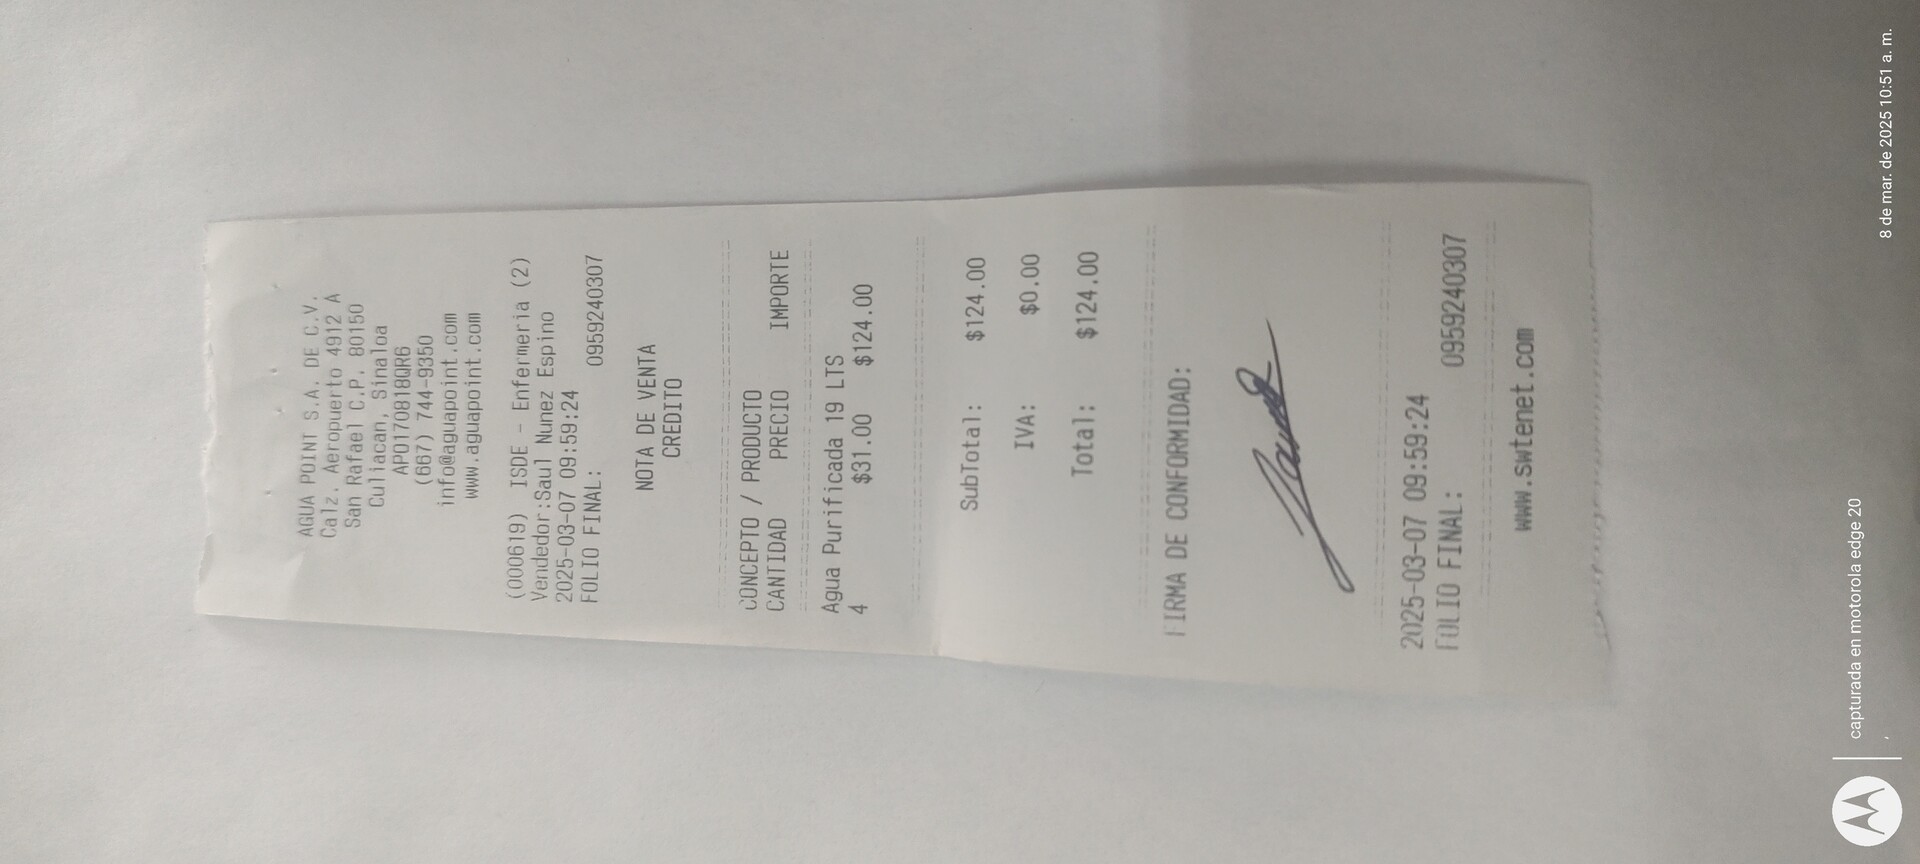 AGUA POINT S.A. DE C.V.
Calz. Aeropuerto 4912 A
San Rafael C.P. 80150
Culiacan, Sinaloa
APO170818QR6
(667) 744-9350
info@aguapoint.com
www.aguapoint.com
(000619) ISDE - Enfermeria (2)
Vendedor:Saul Nunez Espino
2025-03-07 09:59:24
FOLIO FINAL: 0959240307
NOTA DE VENTA
CREDITO
CONCEPTO / PRODUCTO
CANTIDAD PRECIO IMPORTE
Agua Purificada 19 LTS
4 $31.00 $124.00
SubTotal: $124.00
IVA: $0.00
Total: $124.00
FIRMA DE CONFORMIDAD:
2025-03-07 09:59:24
FOLIO FINAL: 0959240307
www.swtenet.com
capturada en motorola edge 20
8 de mar. de 2025 10:51 a. m.